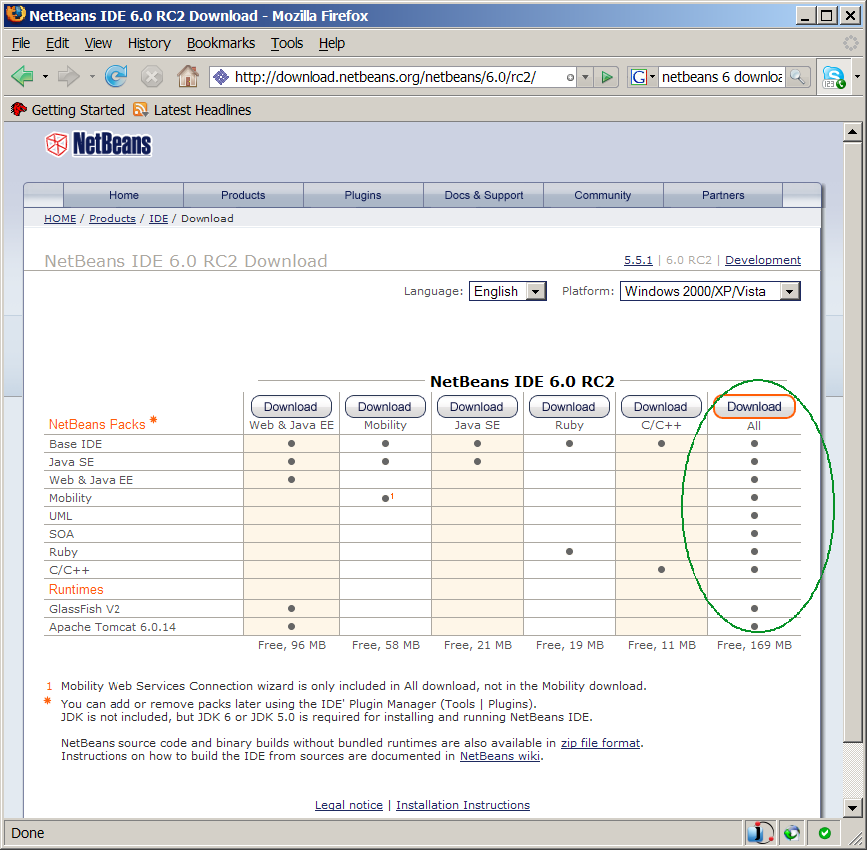 NetBeans IDE 6.0 RC2 Download - Mozilla Firefox
File Edit View History Bookmarks Tools Help
http://download.netbeans.org/netbeans/6.0/rc2/ G netbeans 6 downloa
Getting Started Latest Headlines
NetBeans
Home Products Plugins Docs & Support Community Partners
HOME / Products / IDE / Download
NetBeans IDE 6.0 RC2 Download 5.5.1 | 6.0 RC2 | Development
Language: English Platform: Windows 2000/XP/Vista
NetBeans IDE 6.0 RC2
Download Download Download Download Download Download
NetBeans Packs * Web & Java EE Mobility Java SE Ruby C/C++ All
Base IDE ● ● ● ● ● ●
Java SE ● ● ● ●
Web & Java EE ● ●
Mobility ●1 ●
UML ●
SOA ●
Ruby ● ●
C/C++ ● ●
Runtimes
GlassFish V2 ● ●
Apache Tomcat 6.0.14 ● ●
Free, 96 MB Free, 58 MB Free, 21 MB Free, 19 MB Free, 11 MB Free, 169 MB
1 Mobility Web Services Connection wizard is only included in All download, not in the Mobility download.
* You can add or remove packs later using the IDE' Plugin Manager (Tools | Plugins).
JDK is not included, but JDK 6 or JDK 5.0 is required for installing and running NetBeans IDE.
NetBeans source code and binary builds without bundled runtimes are also available in zip file format.
Instructions on how to build the IDE from sources are documented in NetBeans wiki.
Legal notice | Installation Instructions
Done